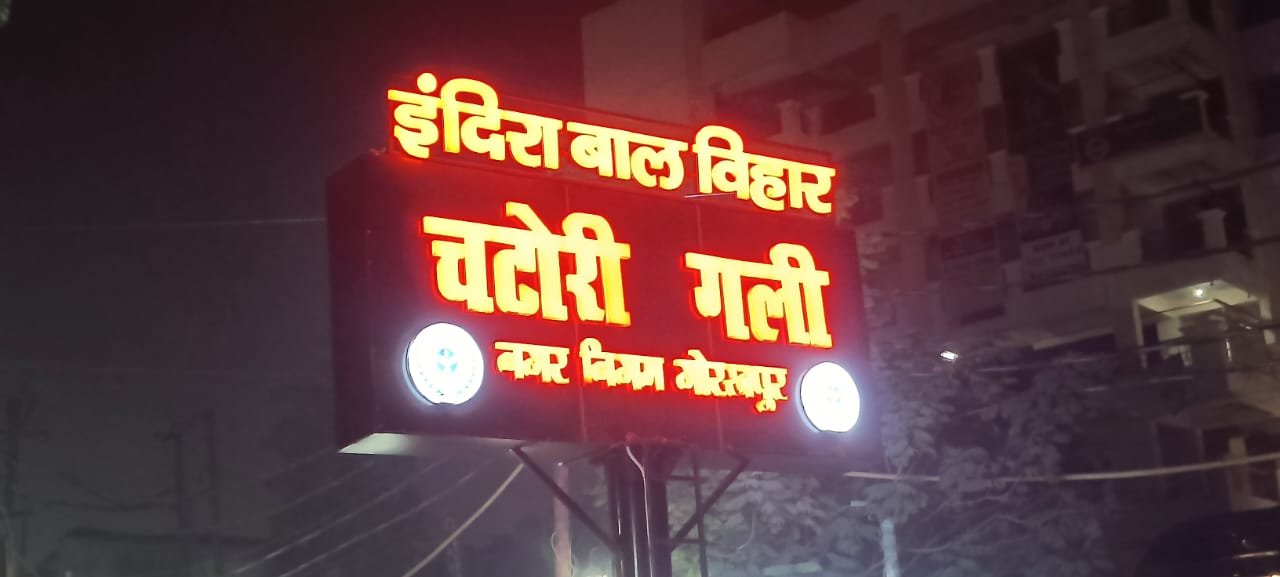 इंदिरा बाल विहार
चटोरी गली
नगर निगम गोरखपुर